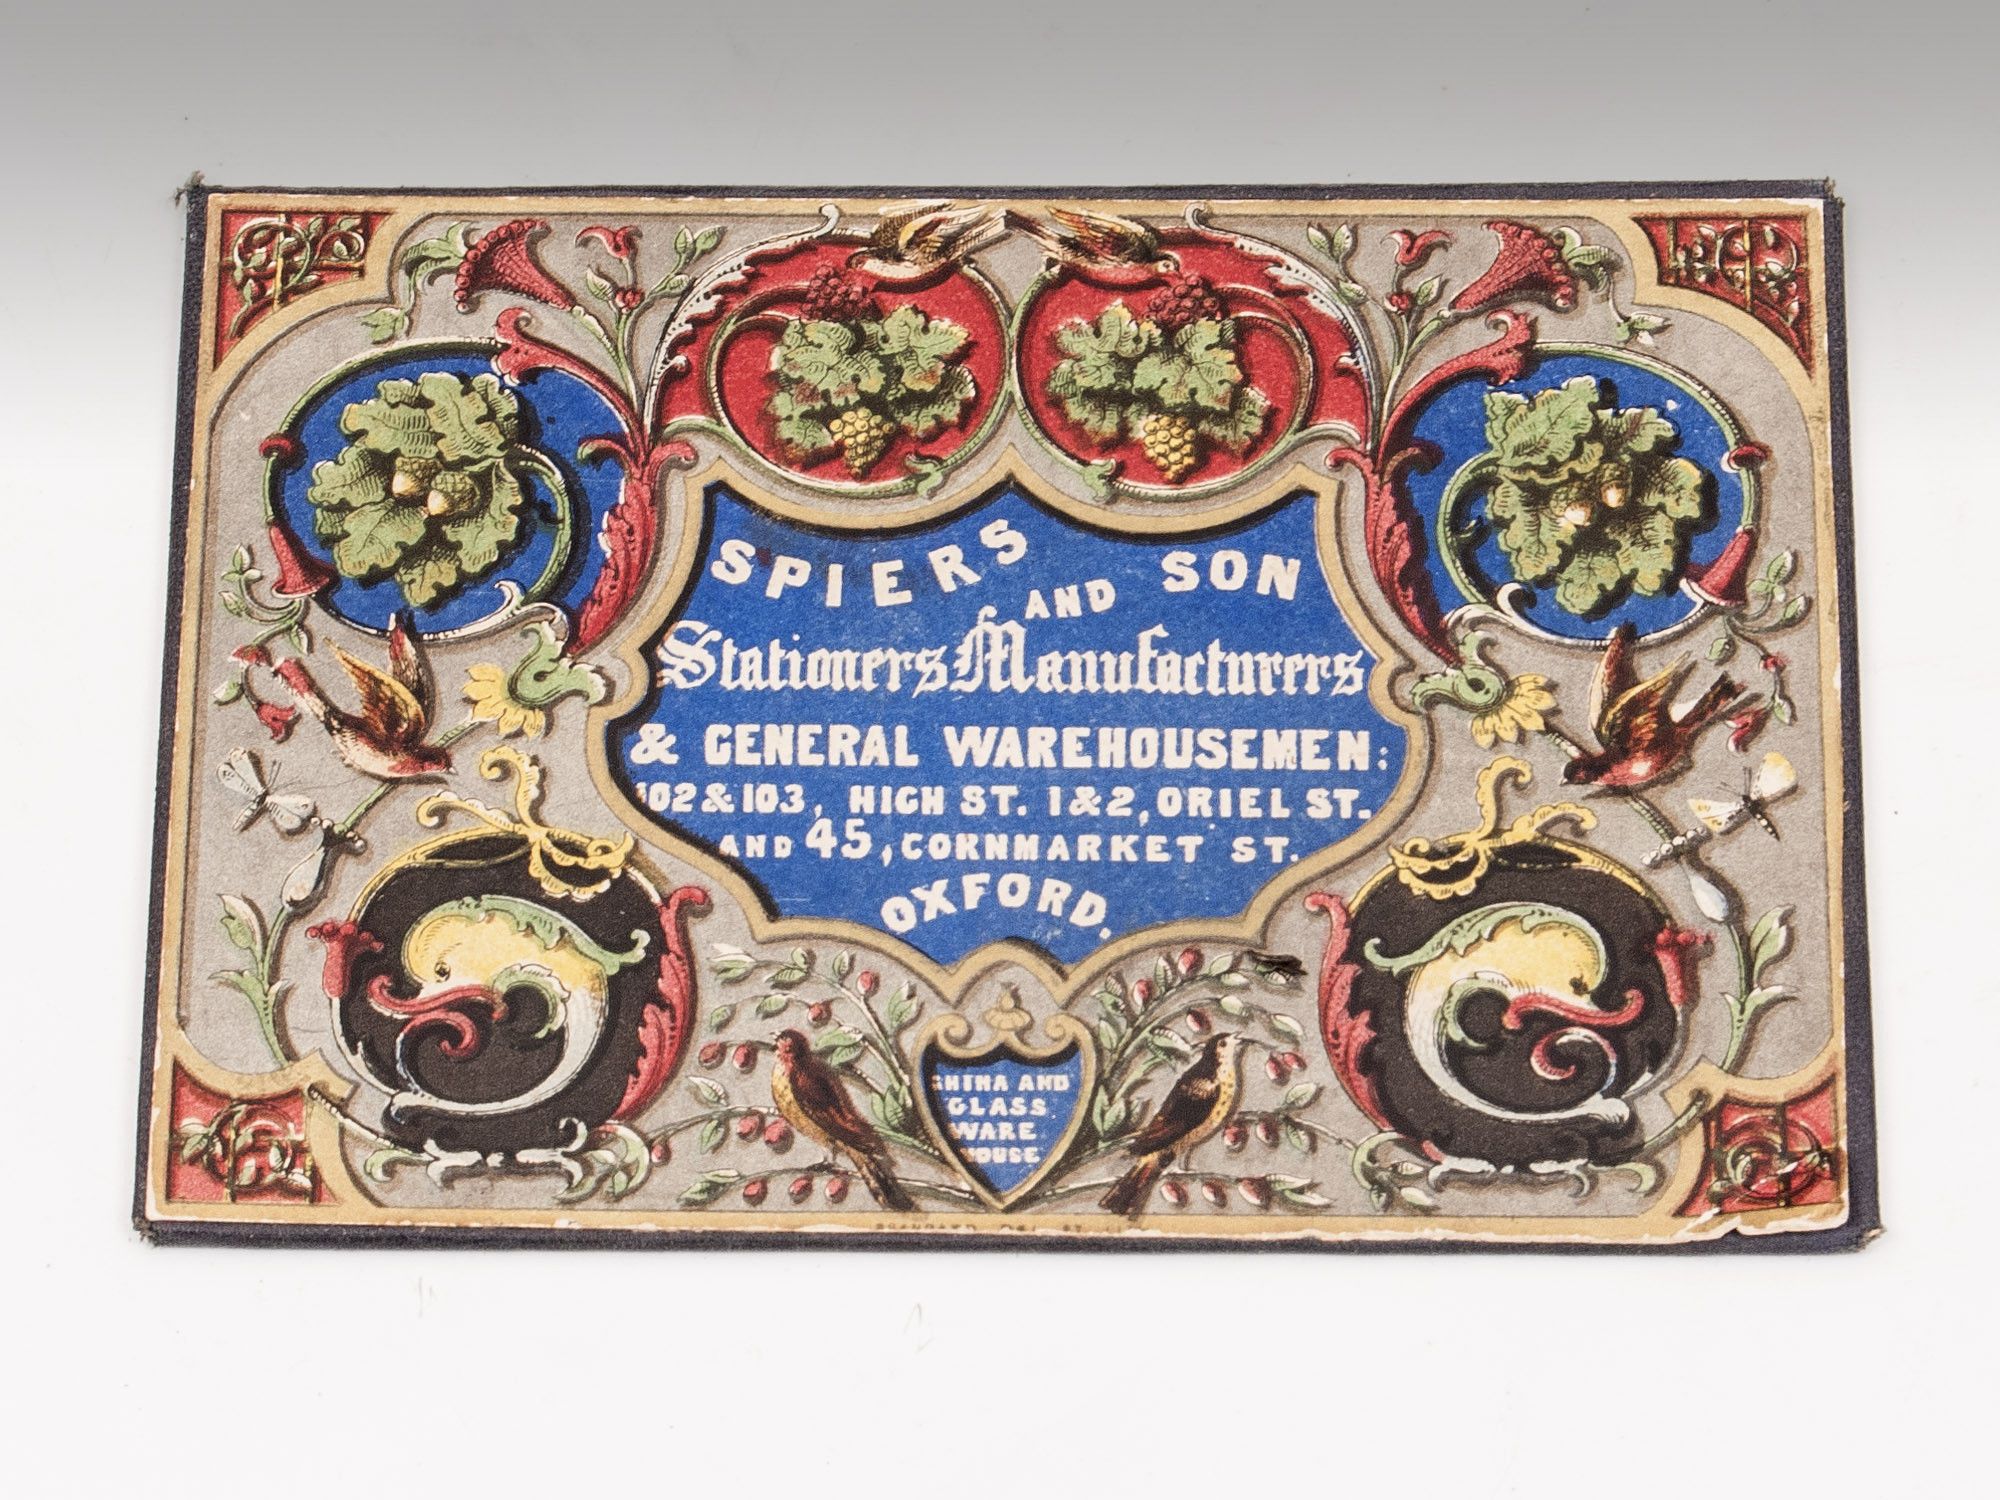 SPIERS AND SON
Stationers Manufacturers
& GENERAL WAREHOUSEMEN:
102 & 103, HIGH ST. 1 & 2, ORIEL ST.
AND 45, CORNMARKET ST.
OXFORD.
AND
GLASS
WARE
HOUSE